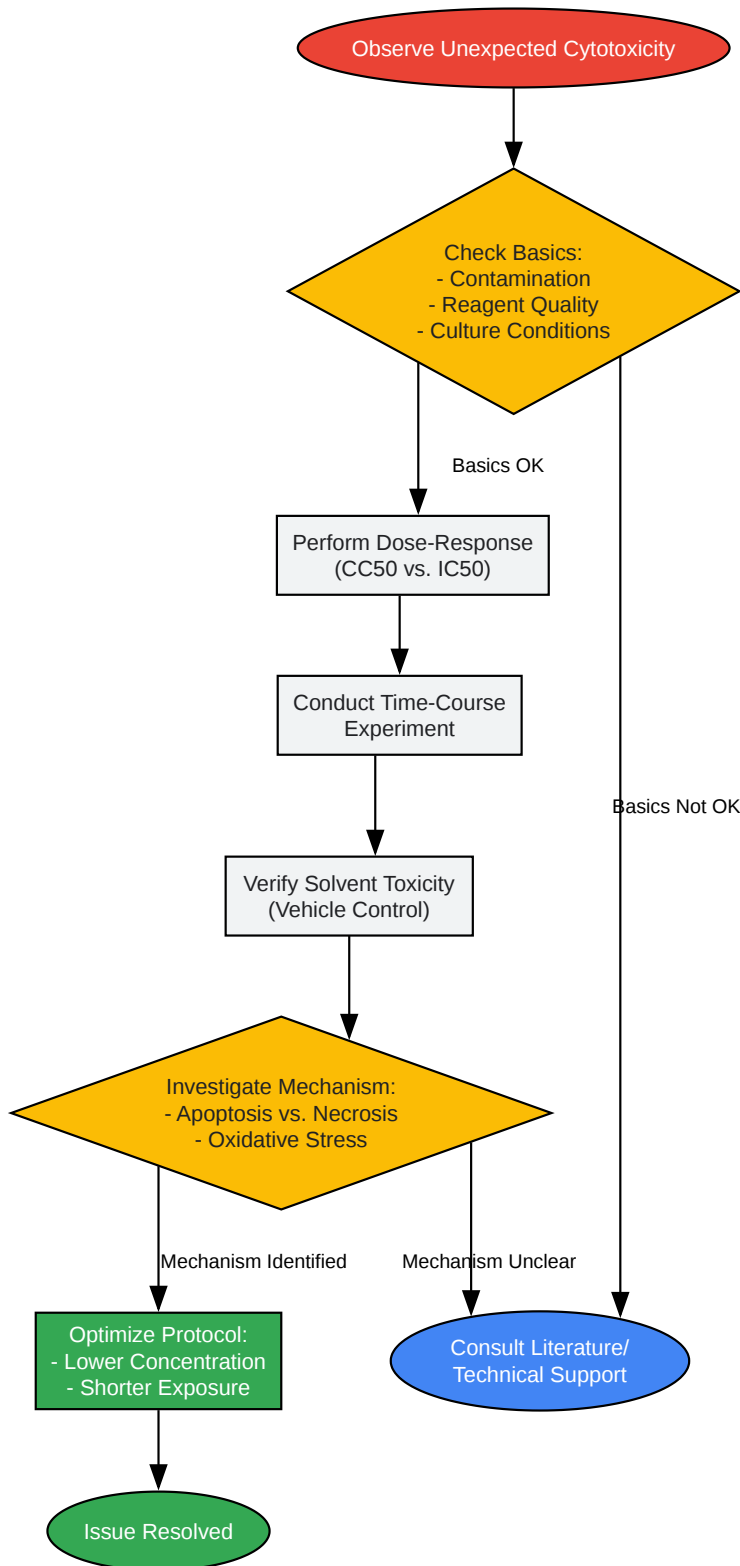 Observe Unexpected Cytotoxicity
Check Basics:
- Contamination
- Reagent Quality
- Culture Conditions
Basics OK
Perform Dose-Response
(CC50 vs. IC50)
Conduct Time-Course
Experiment
Basics Not OK
Verify Solvent Toxicity
(Vehicle Control)
Investigate Mechanism:
- Apoptosis vs. Necrosis
- Oxidative Stress
Mechanism Identified
Mechanism Unclear
Optimize Protocol:
- Lower Concentration
- Shorter Exposure
Consult Literature/
Technical Support
Issue Resolved